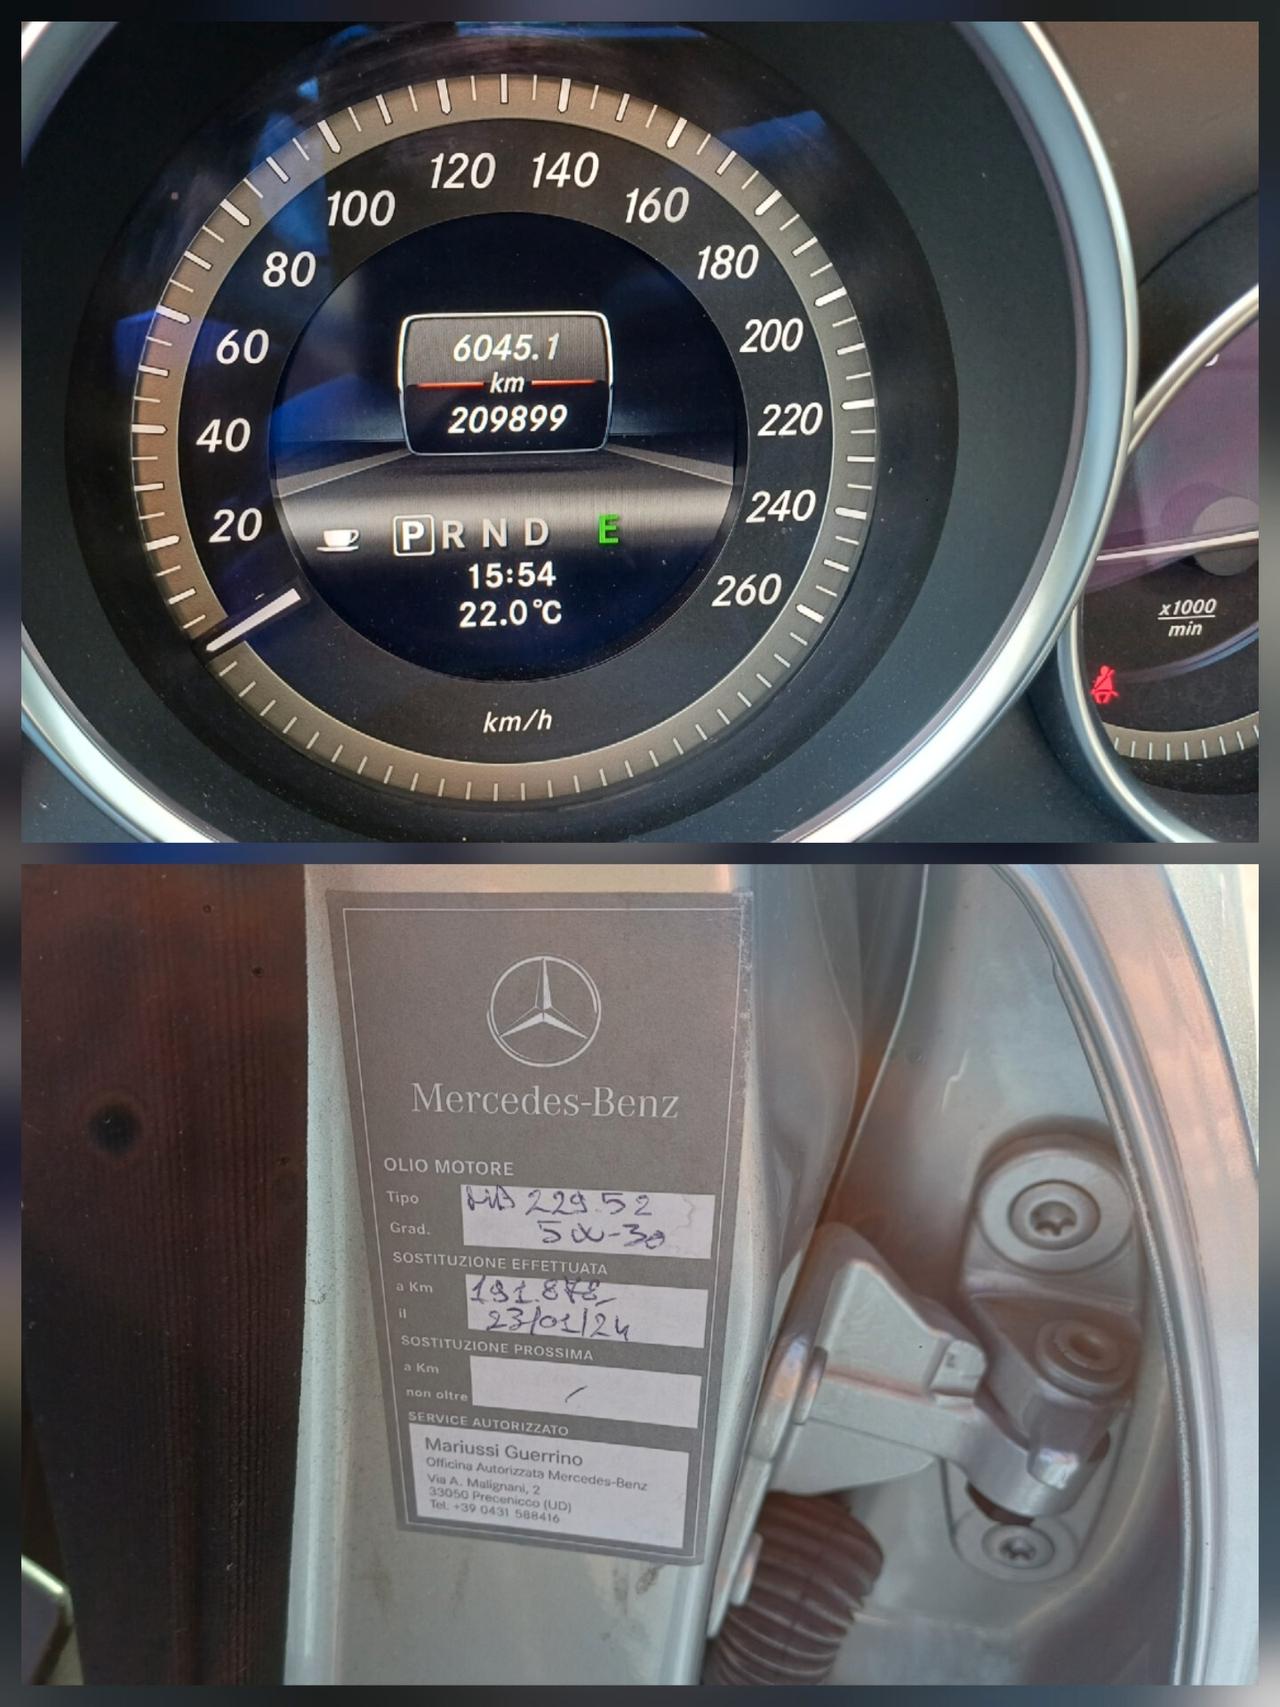 120 140
100 160
80 180
60 200
40 220
20 240
260
6045.1
km
209899
P R N D E
15:54
22.0°C
km/h
x1000
min
Mercedes-Benz
OLIO MOTORE
Tipo MB 229.52
Grad. 5W-30
SOSTITUZIONE EFFETTUATA
a Km 191.878
il 23/01/24
SOSTITUZIONE PROSSIMA
a Km
non oltre /
SERVICE AUTORIZZATO
Mariussi Guerrino
Officina Autorizzata Mercedes-Benz
Via A. Malignani, 2
33050 Precenicco (UD)
Tel. +39 0431 588416